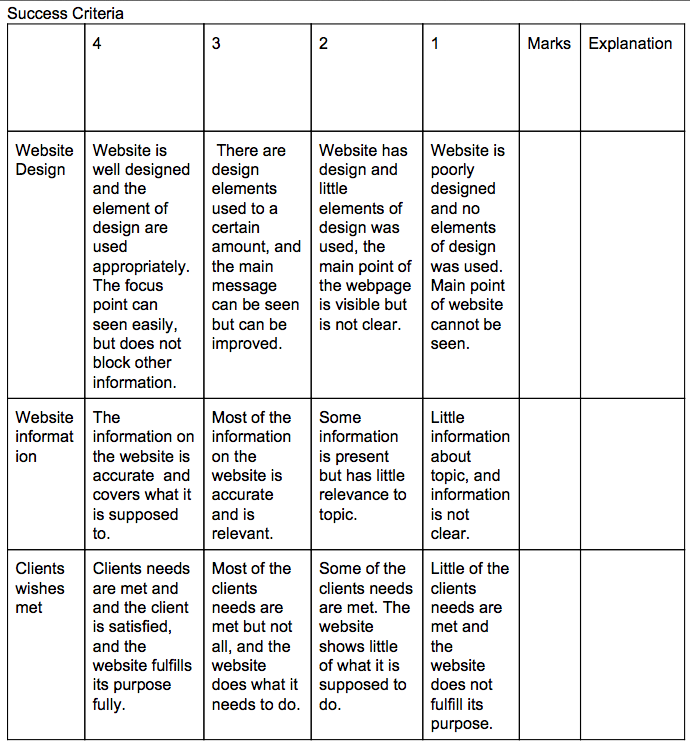 Success Criteria
4
3
2
1
Marks
Explanation
Website
Design
Website is
well designed
and the
element of
design are
used
appropriately.
The focus
point can
seen easily,
but does not
block other
information.
There are
design
elements
used to a
certain
amount, and
the main
message
can be seen
but can be
improved.
Website has
design and
little
elements of
design was
used, the
main point of
the webpage
is visible but
is not clear.
Website is
poorly
designed
and no
elements
of design
was used.
Main point
of website
cannot be
seen.
Website
informat
ion
The
information on
the website is
accurate and
covers what it
is supposed
to.
Most of the
information
on the
website is
accurate
and is
relevant.
Some
information
is present
but has little
relevance to
topic.
Little
information
about
topic, and
information
is not
clear.
Clients
wishes
met
Clients needs
are met and
and the client
is satisfied,
and the
website fulfills
its purpose
fully.
Most of the
clients
needs are
met but not
all, and the
website
does what it
needs to do.
Some of the
clients needs
are met. The
website
shows little
of what it is
supposed to
do.
Little of the
clients
needs are
met and
the
website
does not
fulfill its
purpose.